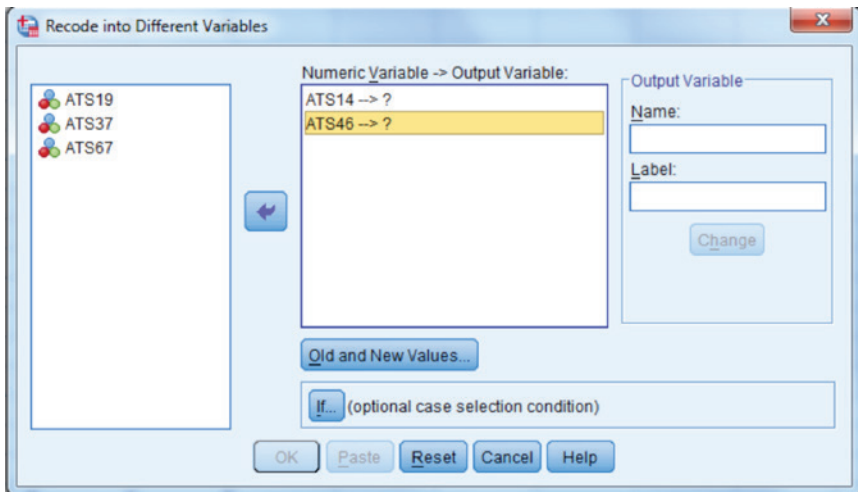 Recode into Different Variables
ATS19
ATS37
ATS67
Numeric Variable -> Output Variable:
ATS14 --> ?
ATS46 --> ?
Output Variable
Name:
Label:
Change
Old and New Values...
If... (optional case selection condition)
OK Paste Reset Cancel Help